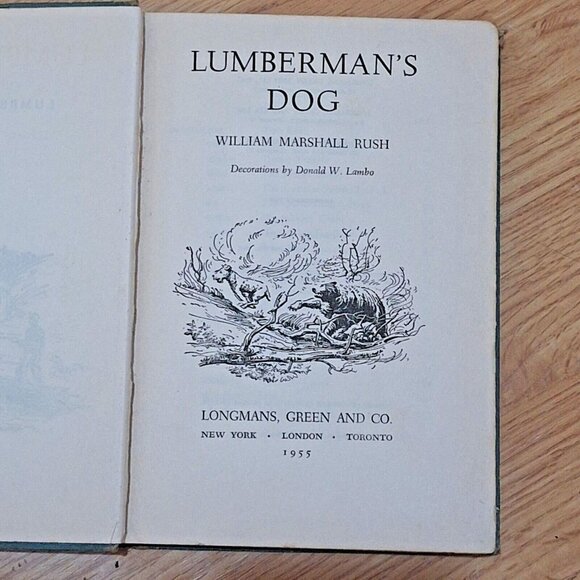 LUMBERMAN'S
DOG
WILLIAM MARSHALL RUSH
Decorations by Donald W. Lambo
LONGMANS, GREEN AND CO.
NEW YORK • LONDON • TORONTO
1955